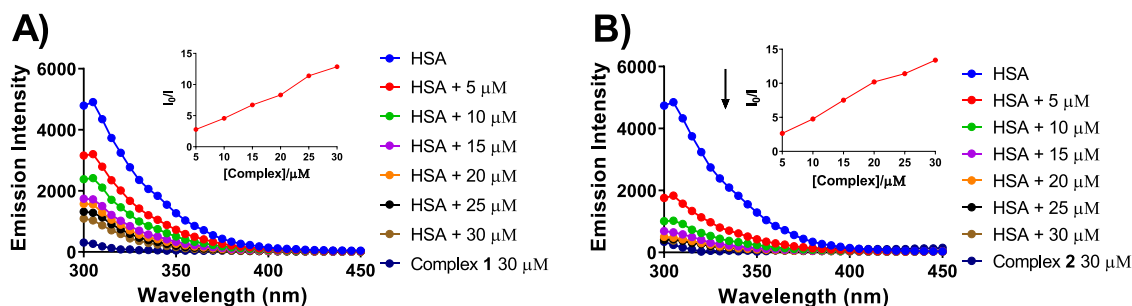 A)
Emission Intensity
6000
4000
2000
0
300
350
400
450
Wavelength (nm)
I₀/I
15
10
5
0
5
10
15
20
25
30
[Complex]/μM
HSA
HSA + 5 μM
HSA + 10 μM
HSA + 15 μM
HSA + 20 μM
HSA + 25 μM
HSA + 30 μM
Complex 1 30 μM
B)
Emission Intensity
6000
4000
2000
0
300
350
400
450
Wavelength (nm)
I₀/I
15
10
5
0
5
10
15
20
25
30
[Complex]/μM
HSA
HSA + 5 μM
HSA + 10 μM
HSA + 15 μM
HSA + 20 μM
HSA + 25 μM
HSA + 30 μM
Complex 2 30 μM